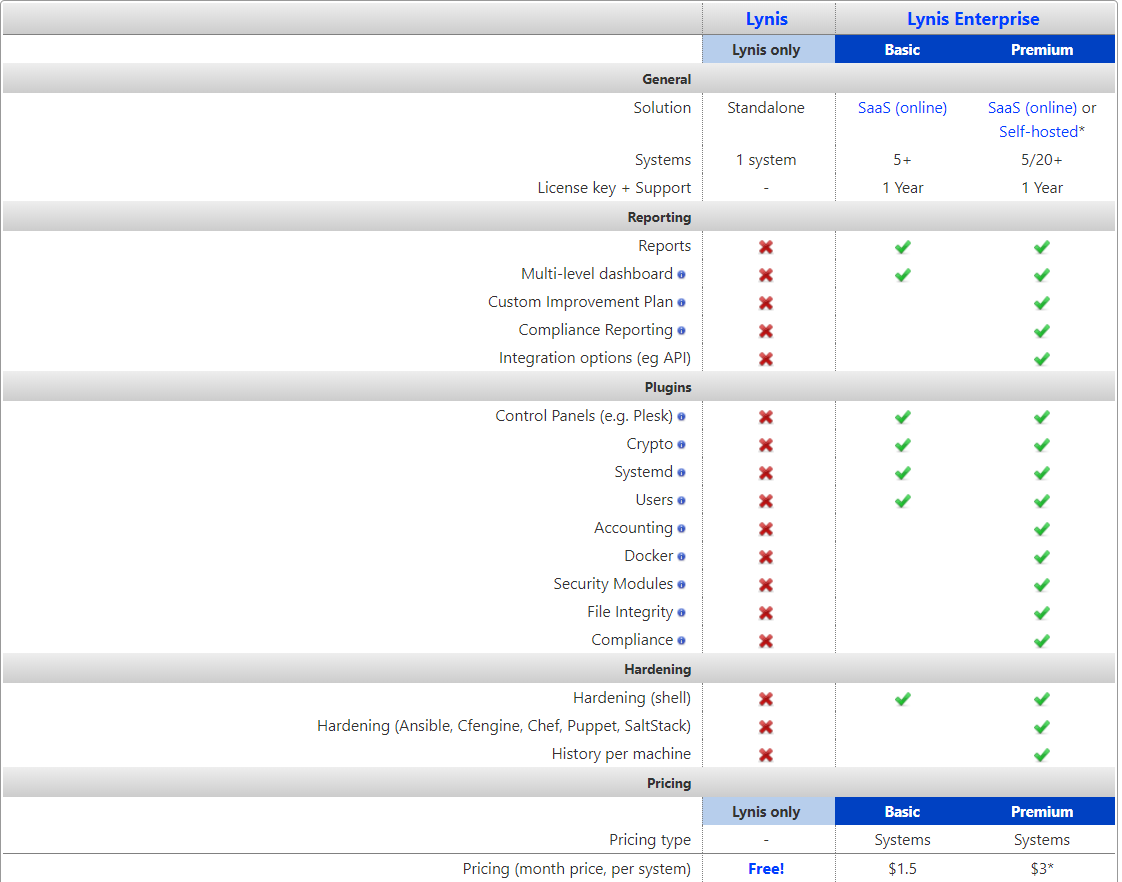 Lynis Lynis Enterprise
Lynis only Basic Premium
General
Solution Standalone SaaS (online) SaaS (online) or
Self-hosted*
Systems 1 system 5+ 5/20+
License key + Support - 1 Year 1 Year
Reporting
Reports
Multi-level dashboard
Custom Improvement Plan
Compliance Reporting
Integration options (eg API)
Plugins
Control Panels (e.g. Plesk)
Crypto
Systemd
Users
Accounting
Docker
Security Modules
File Integrity
Compliance
Hardening
Hardening (shell)
Hardening (Ansible, Cfengine, Chef, Puppet, SaltStack)
History per machine
Pricing
Lynis only Basic Premium
Pricing type - Systems Systems
Pricing (month price, per system) Free! $1.5 $3*